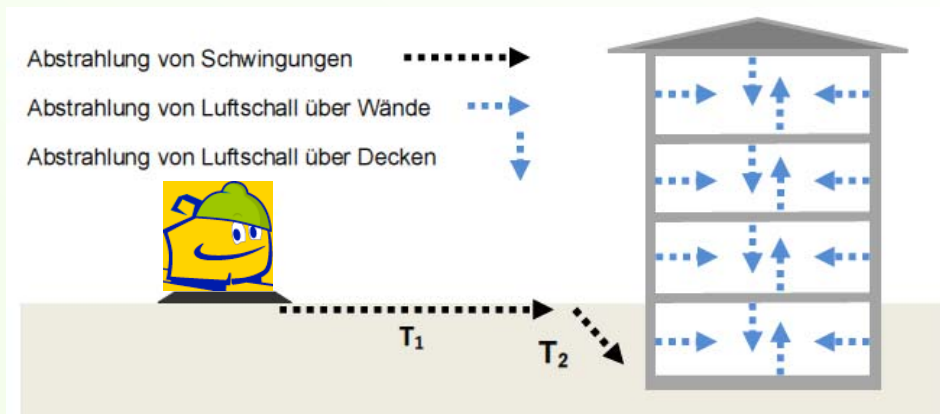 Abstrahlung von Schwingungen
Abstrahlung von Luftschall über Wände
Abstrahlung von Luftschall über Decken
T1
T2